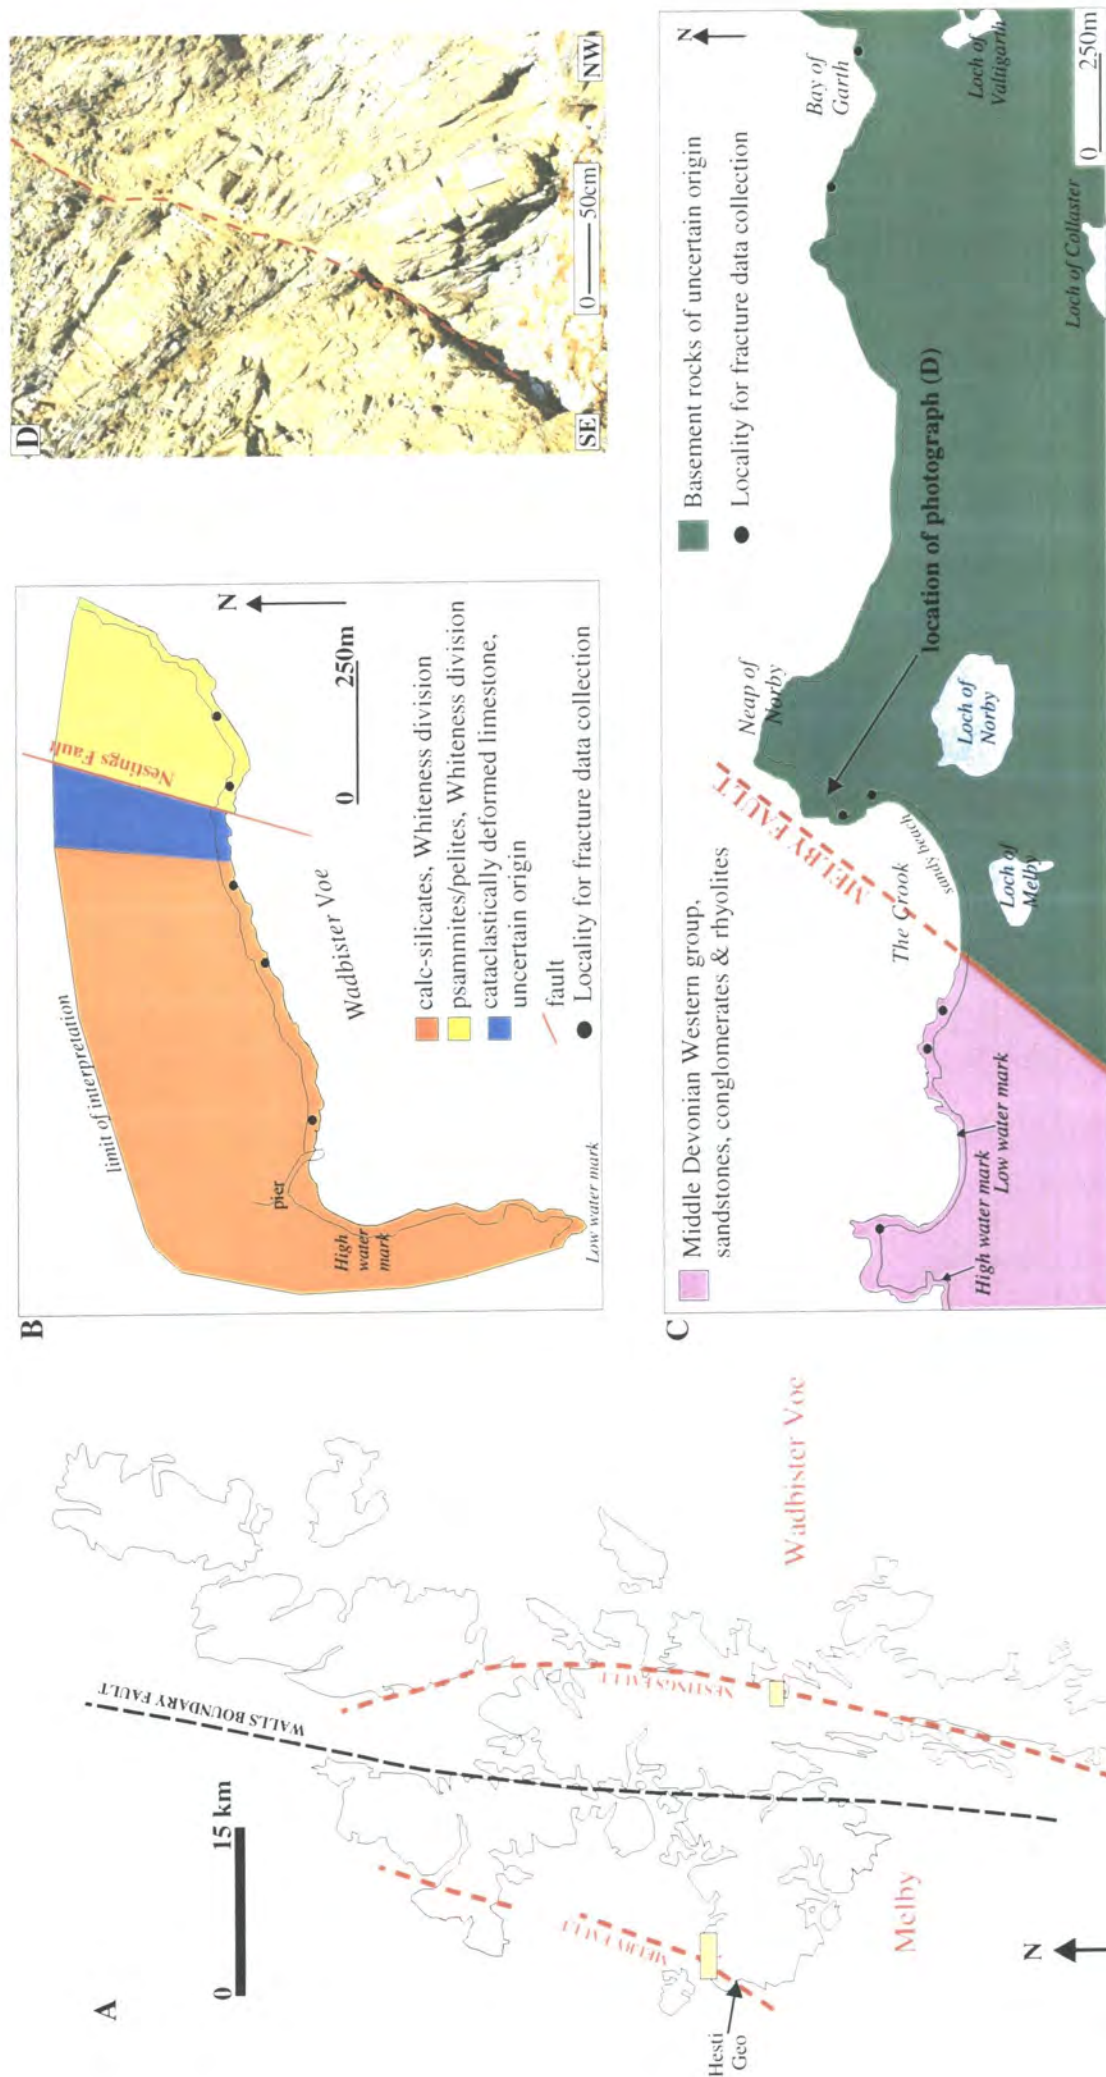 A
0 15 km
WALLS BOUNDARY FAULT
NESTINGS FAULT
MELBY FAULT
Hesti
Geo
N
Melby
Wadbister Voe
B
limit of interpretation
Nestings Fault
N
0 250m
pier
High
water
mark
Low water mark
Wadbister Voe
calc-silicates, Whiteness division
psammites/pelites, Whiteness division
cataclastically deformed limestone,
uncertain origin
fault
Locality for fracture data collection
D
SE
0 50cm
NW
C
Middle Devonian Western group,
sandstones, conglomerates & rhyolites
Basement rocks of uncertain origin
Locality for fracture data collection
N
MELBY FAULT
Neap of
Norby
Bay of
Garth
The Crook
sandy beach
location of photograph (D)
High water mark
Low water mark
Loch of
Melby
Loch of
Norby
Loch of Collaster
Loch of
Valtigarth
0 250m